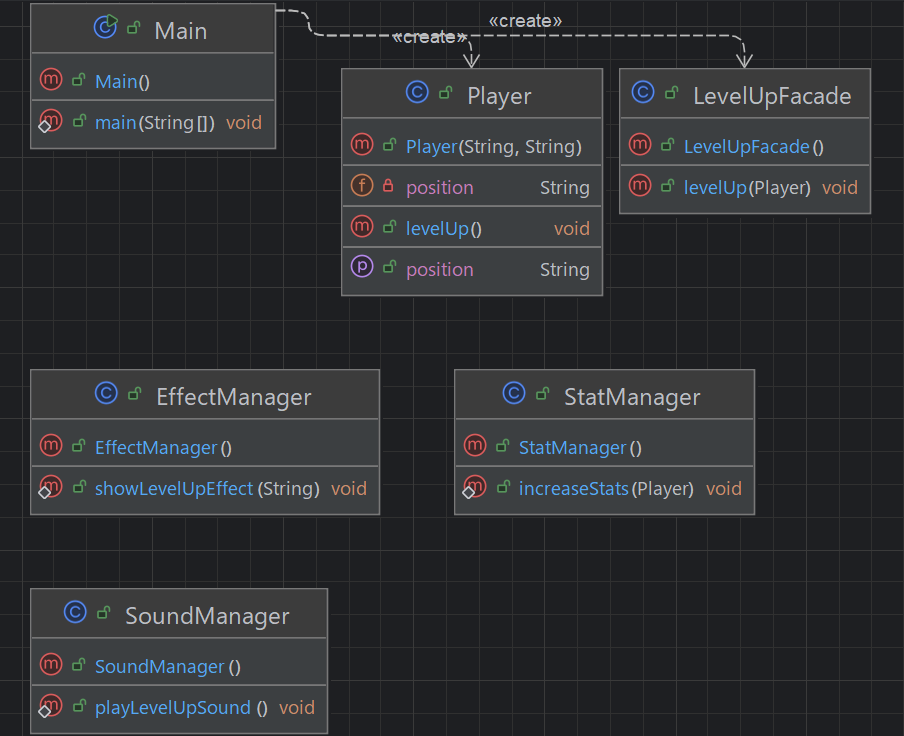 Main
Main()
main(String[]) void
«create»
«create»
Player
Player(String, String)
position String
levelUp() void
position String
LevelUpFacade
LevelUpFacade()
levelUp(Player) void
EffectManager
EffectManager()
showLevelUpEffect(String) void
StatManager
StatManager()
increaseStats(Player) void
SoundManager
SoundManager()
playLevelUpSound() void